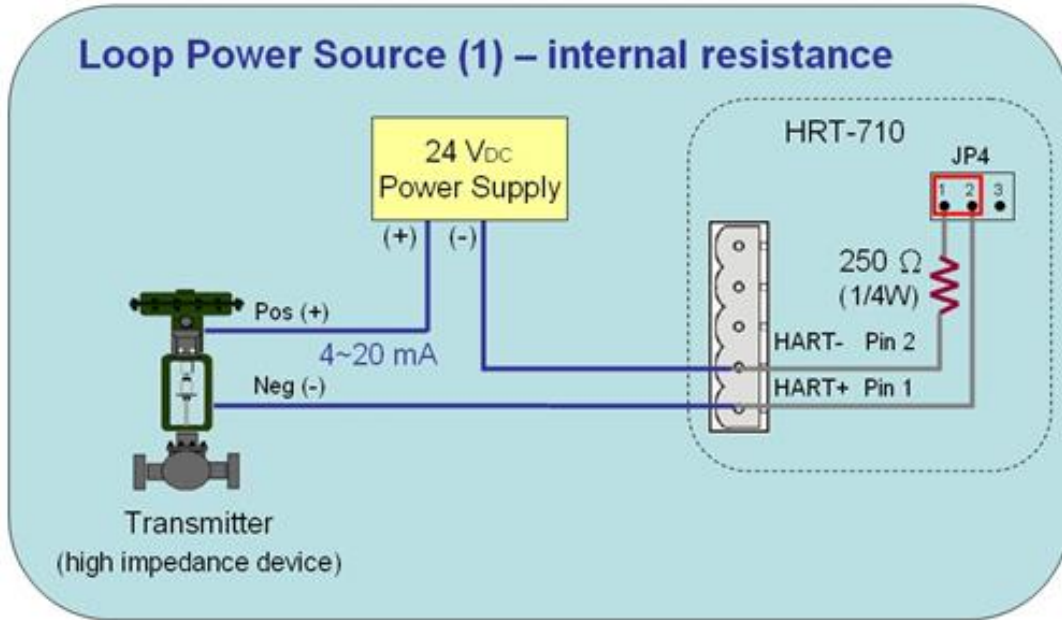 Loop Power Source (1) – internal resistance
24 VDC
Power Supply
(+) (-)
HRT-710
JP4
1 2 3
250 Ω
(1/4W)
Pos (+)
4~20 mA
HART- Pin 2
Neg (-)
HART+ Pin 1
Transmitter
(high impedance device)